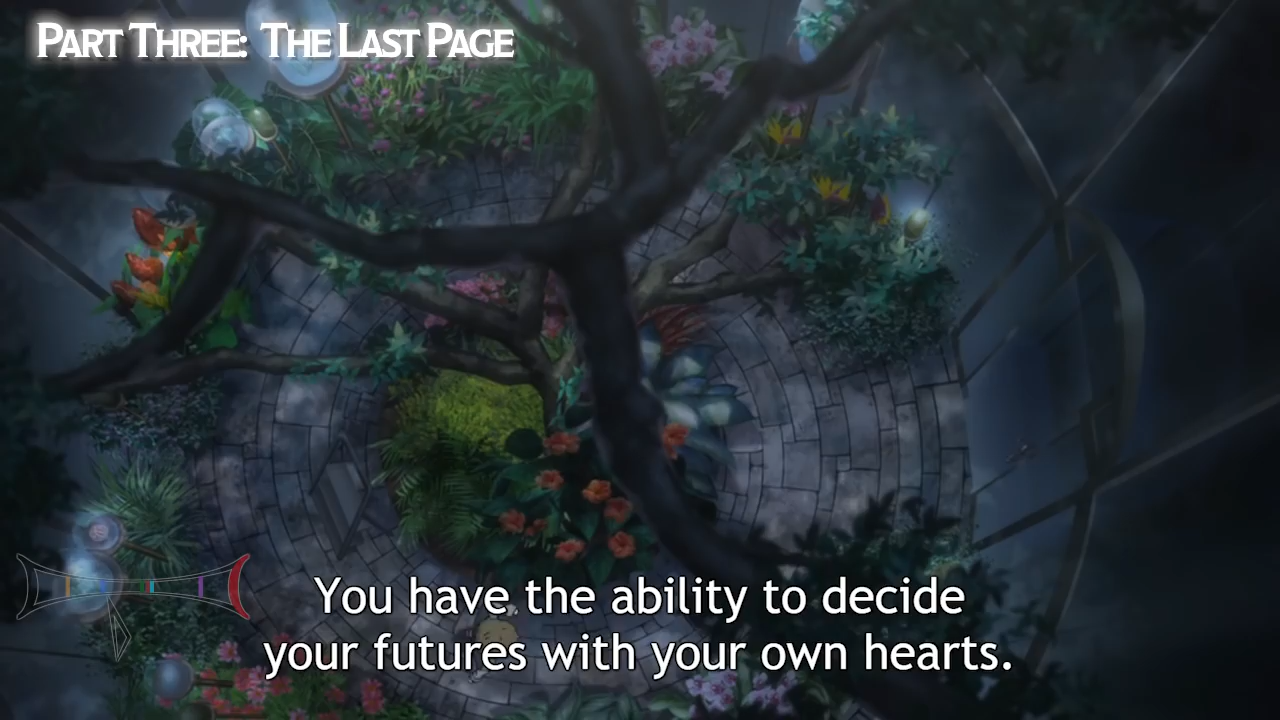 Part Three: The Last Page
You have the ability to decide
your futures with your own hearts.